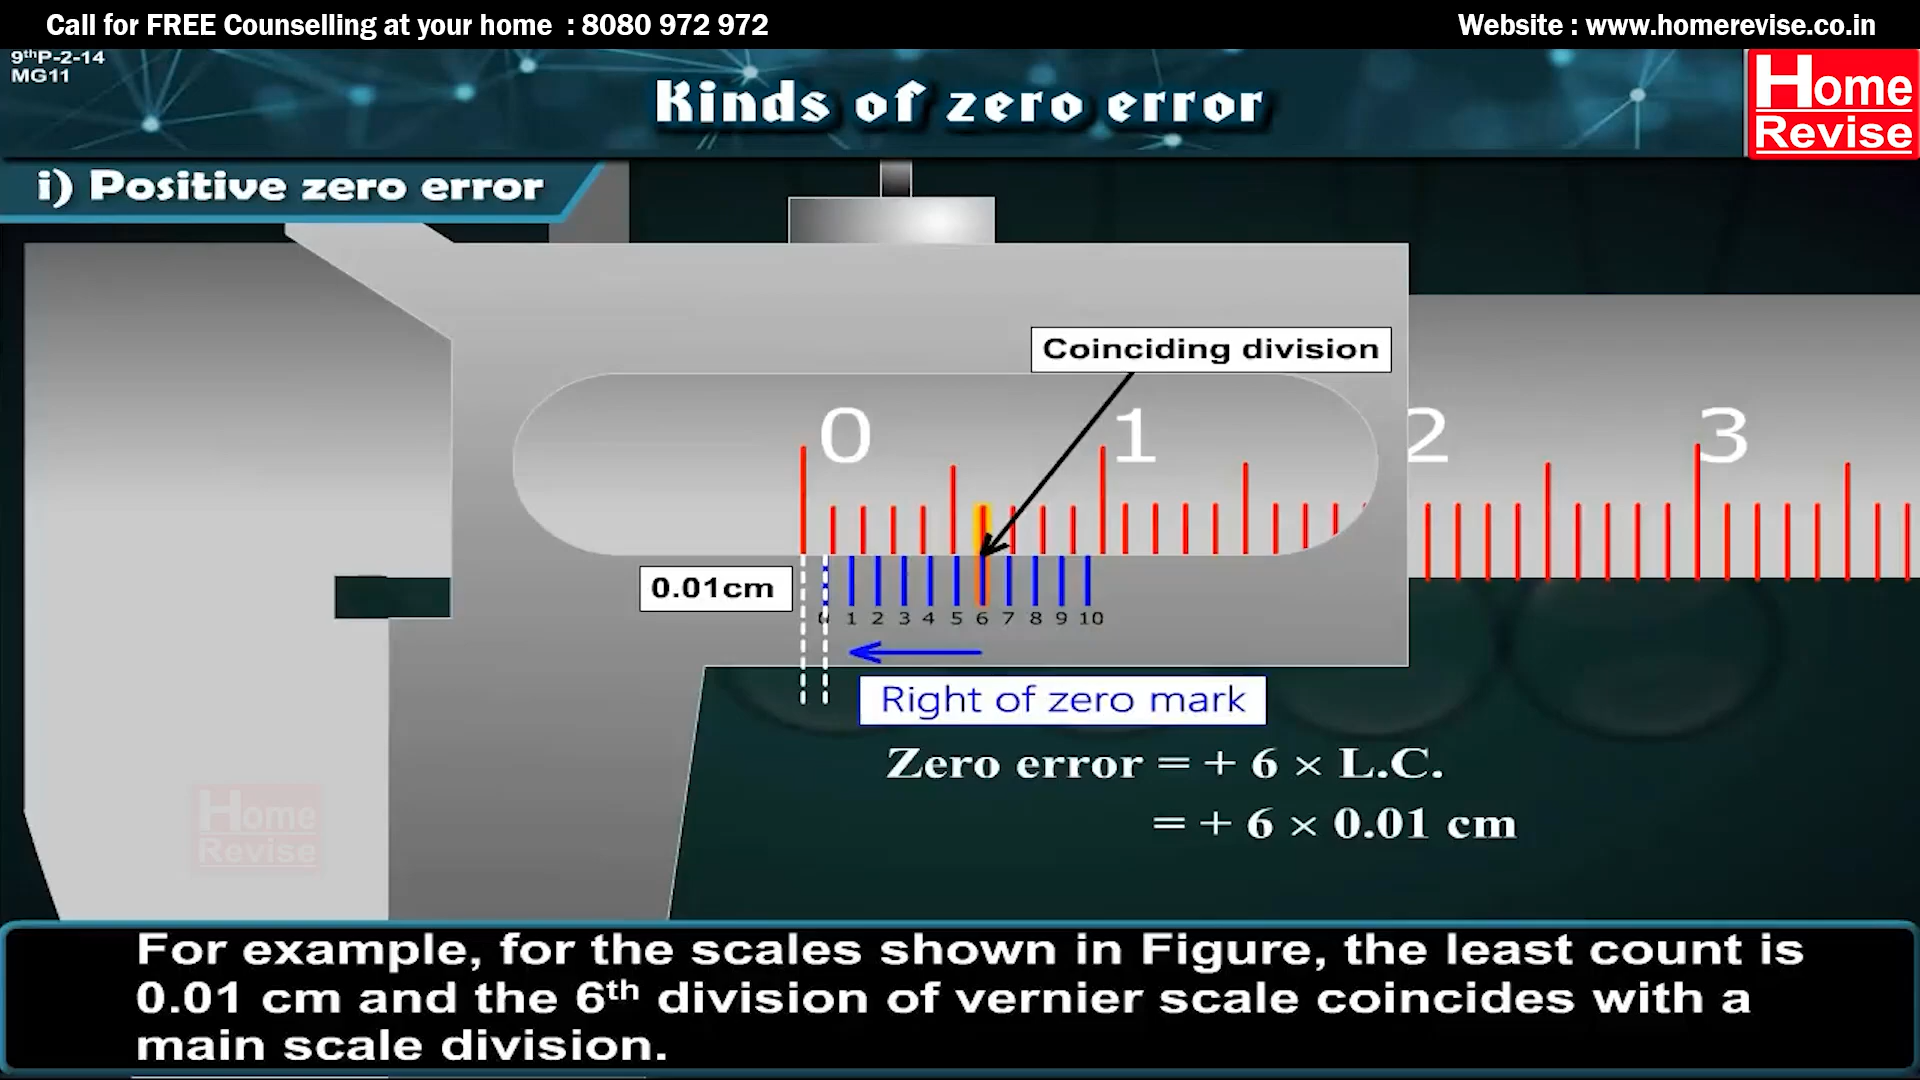 Call for FREE Counselling at your home : 8080 972 972
Website : www.homerevise.co.in
9thP-2-14
MG11
Kinds of zero error
Home
Revise
i) Positive zero error
Coinciding division
0 1 2 3
0.01cm
0 1 2 3 4 5 6 7 8 9 10
Right of zero mark
Zero error = + 6 × L.C.
= + 6 × 0.01 cm
Home
Revise
For example, for the scales shown in Figure, the least count is
0.01 cm and the 6th division of vernier scale coincides with a
main scale division.